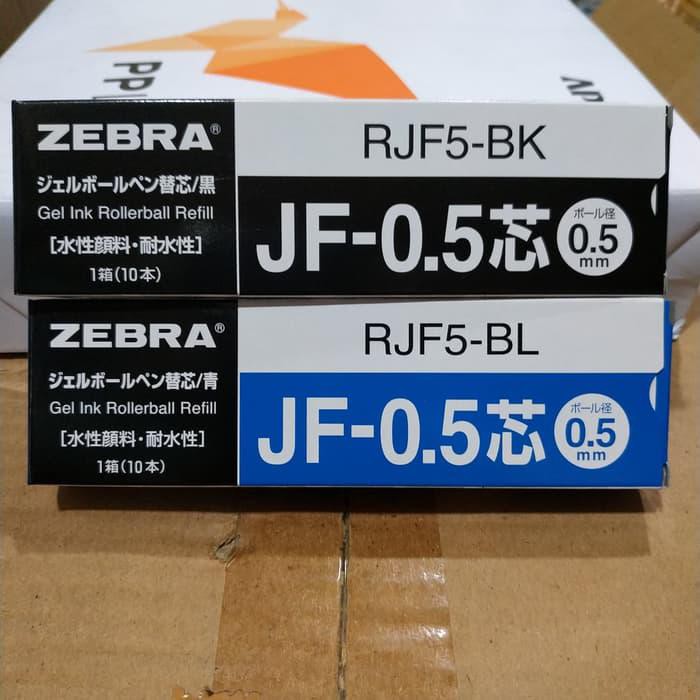 PPL
ZEBRA®
ジェルボールペン替芯/黒
Gel Ink Rollerball Refill
[水性顔料・耐水性]
1箱(10本)
RJF5-BK
JF-0.5芯
ボール径
0.5
mm
ZEBRA®
ジェルボールペン替芯/青
Gel Ink Rollerball Refill
[水性顔料・耐水性]
1箱(10本)
RJF5-BL
JF-0.5芯
ボール径
0.5
mm